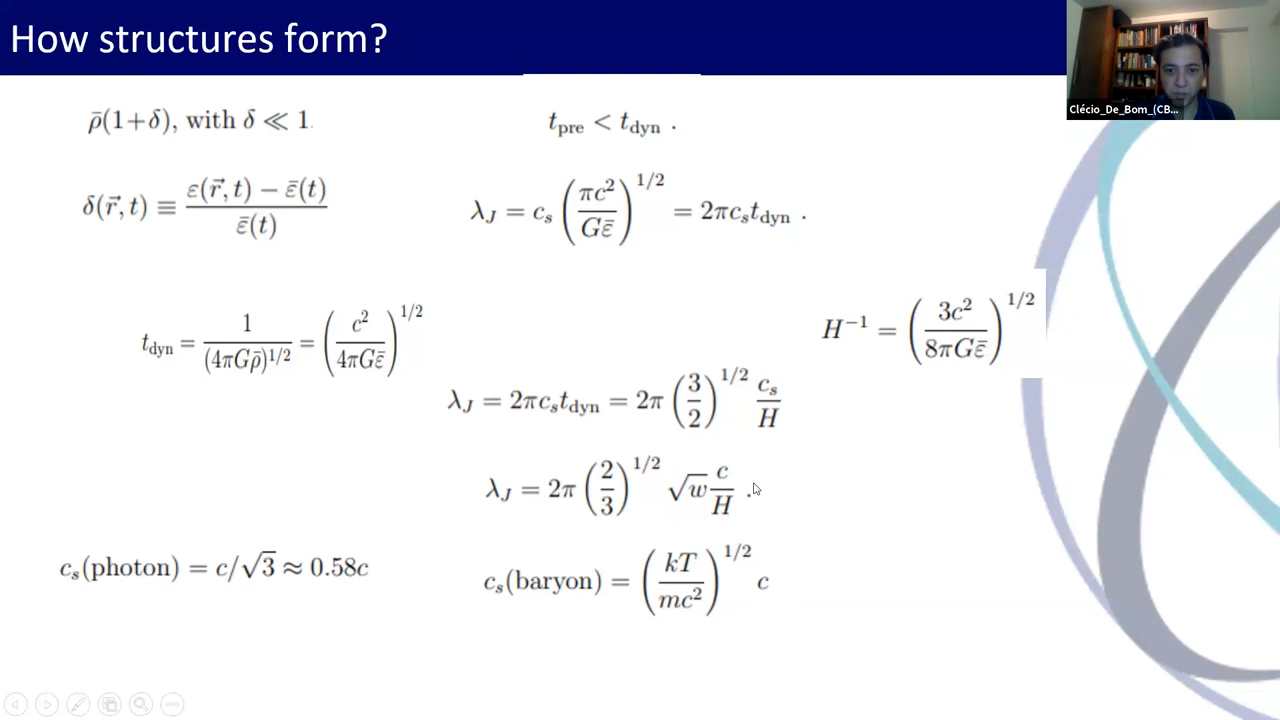 How structures form?
Clécio_De_Bom_(CB...
ρ̄(1+δ), with δ ≪ 1.
t_pre < t_dyn .
δ(r⃗, t) ≡ (ε(r⃗, t) − ε̄(t)) / ε̄(t)
λ_J = c_s (πc² / Gε̄)^1/2 = 2πc_s t_dyn .
t_dyn = 1 / (4πGρ̄)^1/2 = (c² / 4πGε̄)^1/2
H⁻¹ = (3c² / 8πGε̄)^1/2
λ_J = 2πc_s t_dyn = 2π (3/2)^1/2 c_s / H
λ_J = 2π (2/3)^1/2 √w c / H .
c_s(photon) = c/√3 ≈ 0.58c
c_s(baryon) = (kT / mc²)^1/2 c